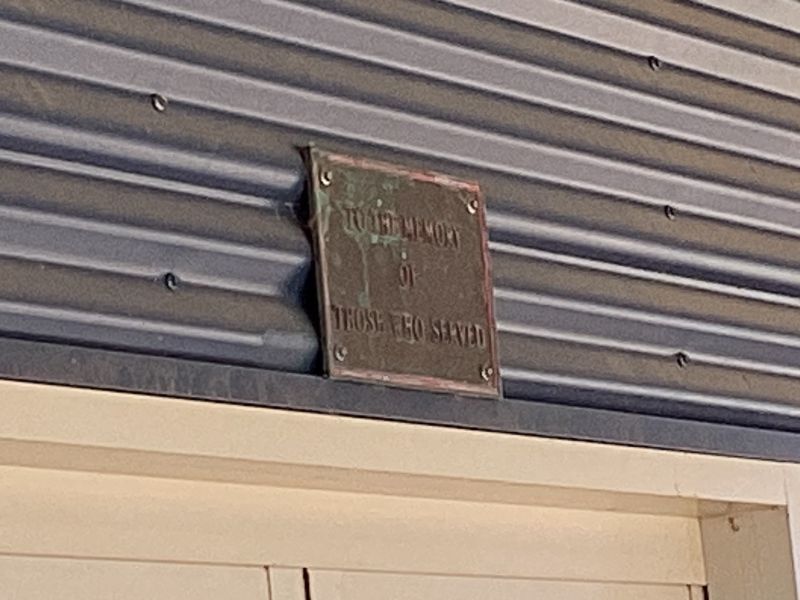 TO THE MEMORY
OF
THOSE WHO SERVED